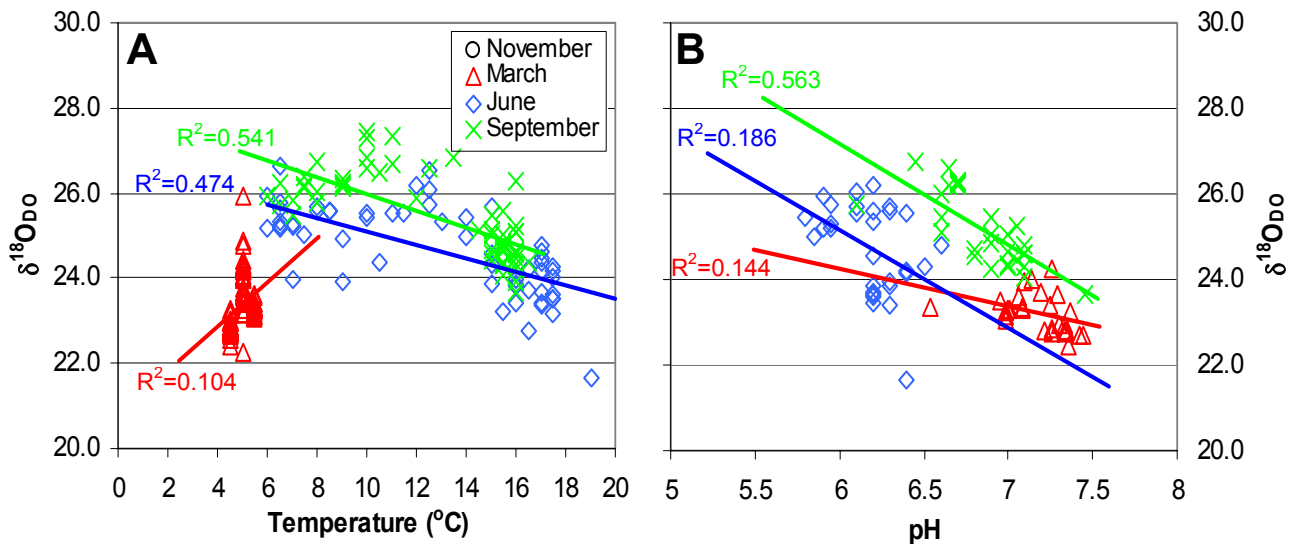 A
November
March
June
September
R²=0.541
R²=0.474
R²=0.104
30.0
28.0
26.0
24.0
22.0
20.0
δ¹⁸O_DO
0 2 4 6 8 10 12 14 16 18 20
Temperature (°C)
B
R²=0.563
R²=0.186
R²=0.144
30.0
28.0
26.0
24.0
22.0
20.0
δ¹⁸O_DO
5 5.5 6 6.5 7 7.5 8
pH